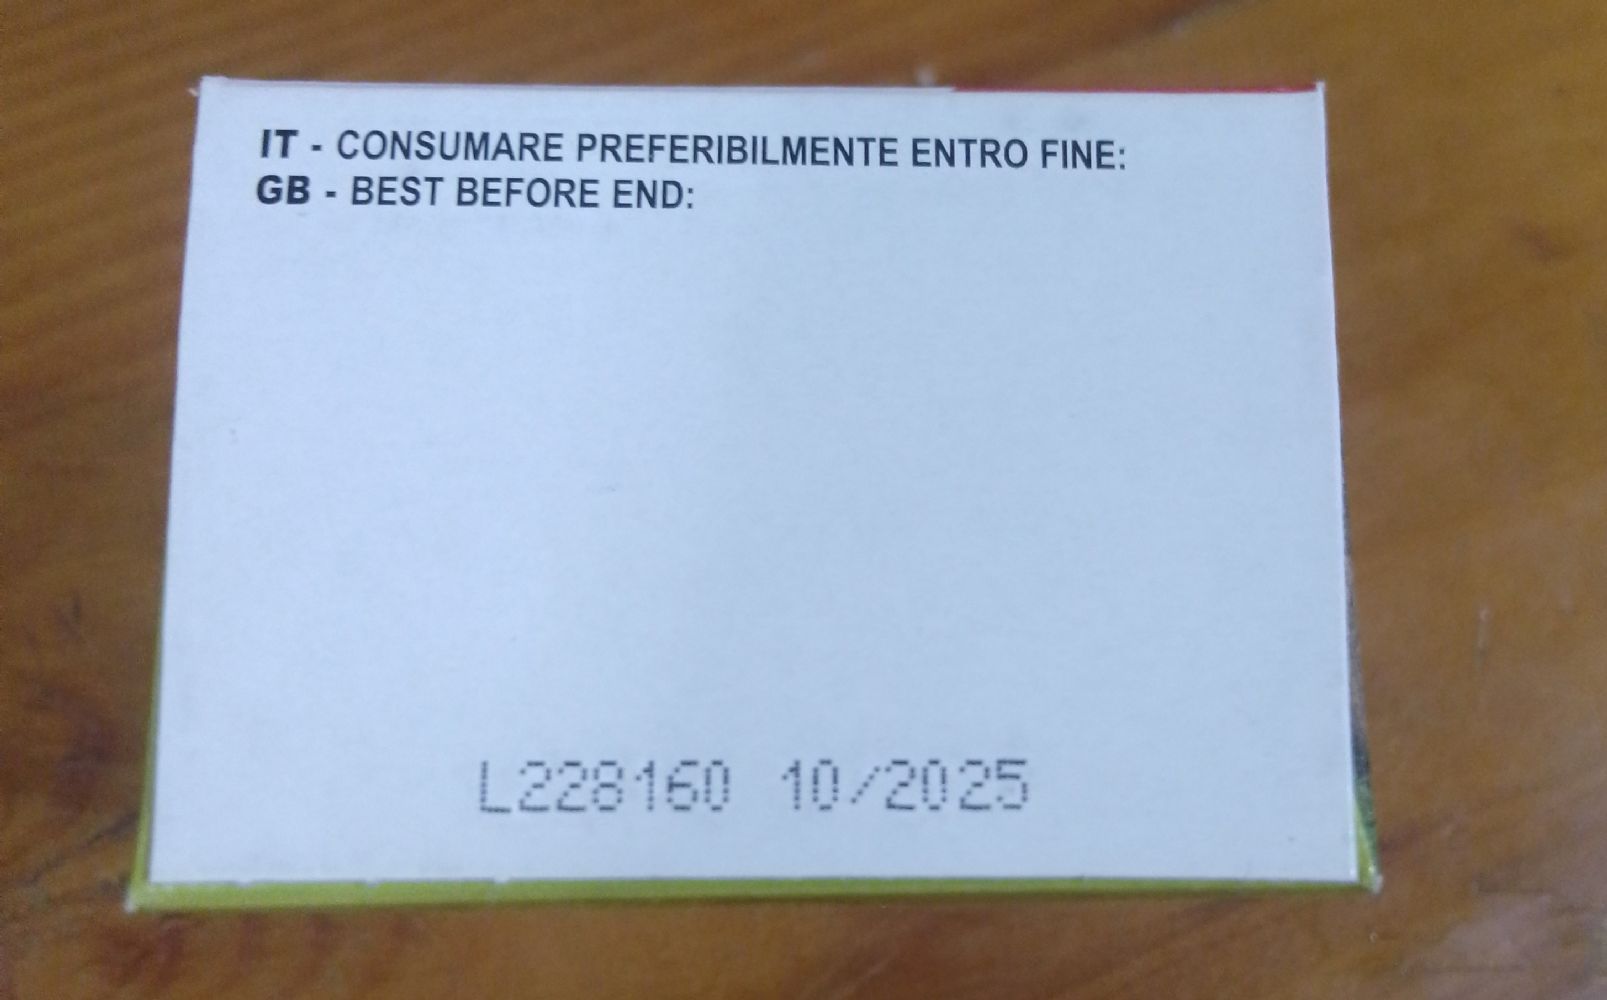 IT - CONSUMARE PREFERIBILMENTE ENTRO FINE:
GB - BEST BEFORE END:
L228160 10/2025